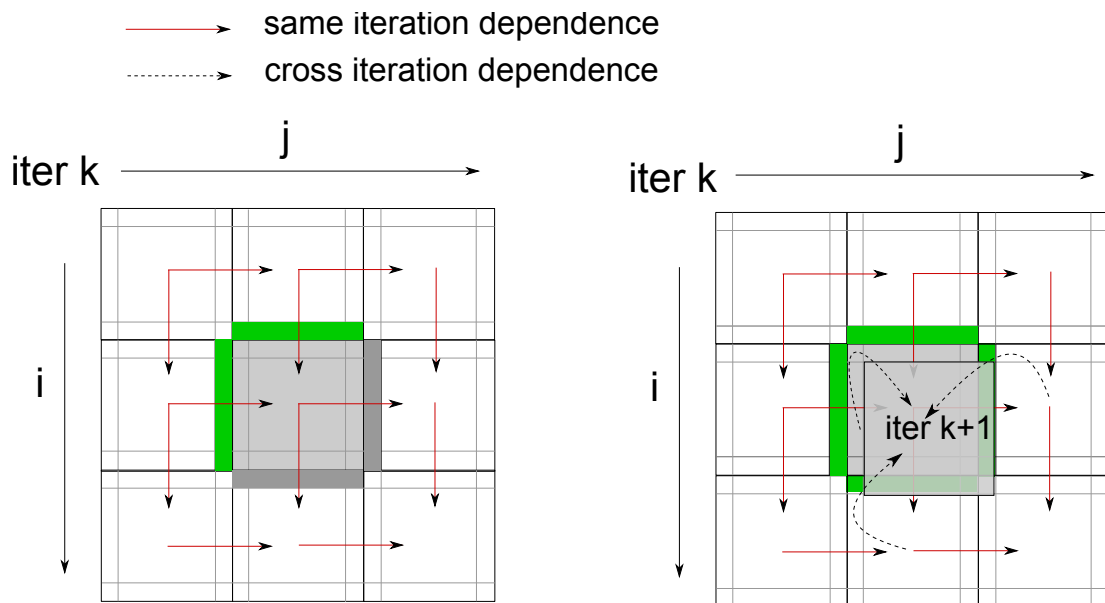 same iteration dependence
cross iteration dependence
j
iter k
i
j
iter k
i
iter k+1